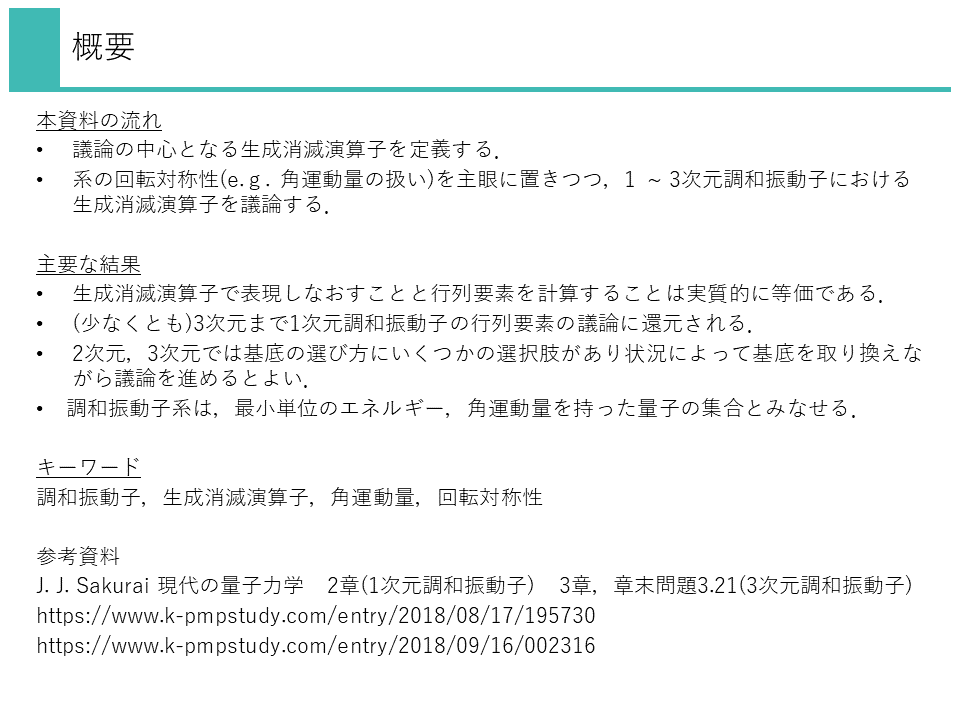 概要
本資料の流れ
• 議論の中心となる生成消滅演算子を定義する．
• 系の回転対称性(e.ｇ. 角運動量の扱い)を主眼に置きつつ，1 ~ 3次元調和振動子における
生成消滅演算子を議論する．
主要な結果
• 生成消滅演算子で表現しなおすことと行列要素を計算することは実質的に等価である．
• (少なくとも)3次元まで1次元調和振動子の行列要素の議論に還元される．
• 2次元，3次元では基底の選び方にいくつかの選択肢があり状況によって基底を取り換えな
がら議論を進めるとよい．
• 調和振動子系は，最小単位のエネルギー，角運動量を持った量子の集合とみなせる．
キーワード
調和振動子，生成消滅演算子，角運動量，回転対称性
参考資料
J. J. Sakurai 現代の量子力学　2章(1次元調和振動子)　3章，章末問題3.21(3次元調和振動子)
https://www.k-pmpstudy.com/entry/2018/08/17/195730
https://www.k-pmpstudy.com/entry/2018/09/16/002316